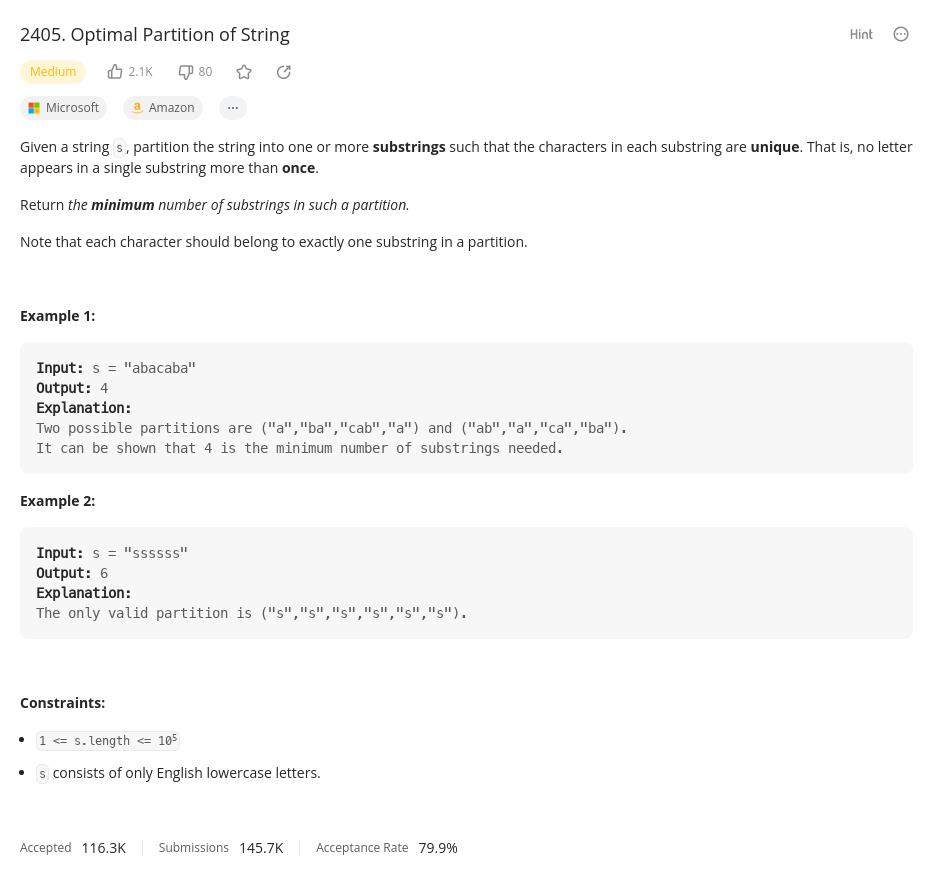 2405. Optimal Partition of String
Hint
Medium 2.1K 80
Microsoft a Amazon ...
Given a string s, partition the string into one or more substrings such that the characters in each substring are unique. That is, no letter
appears in a single substring more than once.
Return the minimum number of substrings in such a partition.
Note that each character should belong to exactly one substring in a partition.
Example 1:
Input: s = "abacaba"
Output: 4
Explanation:
Two possible partitions are ("a","ba","cab","a") and ("ab","a","ca","ba").
It can be shown that 4 is the minimum number of substrings needed.
Example 2:
Input: s = "ssssss"
Output: 6
Explanation:
The only valid partition is ("s","s","s","s","s","s").
Constraints:
• 1 <= s.length <= 10⁵
• s consists of only English lowercase letters.
Accepted 116.3K Submissions 145.7K Acceptance Rate 79.9%